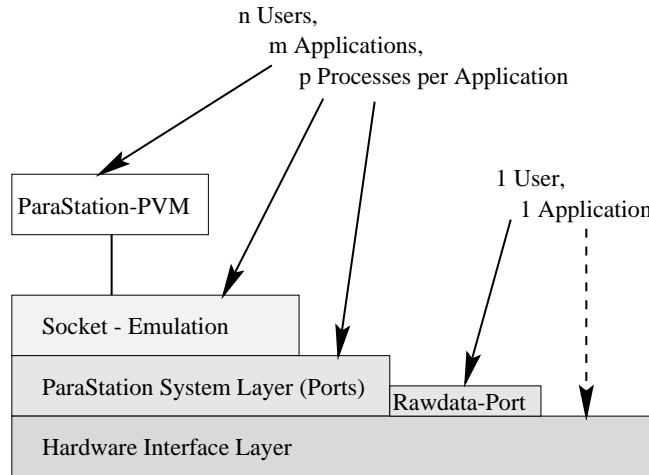 n Users,
m Applications,
p Processes per Application
1 User,
1 Application
ParaStation-PVM
Socket - Emulation
ParaStation System Layer (Ports)
Rawdata-Port
Hardware Interface Layer